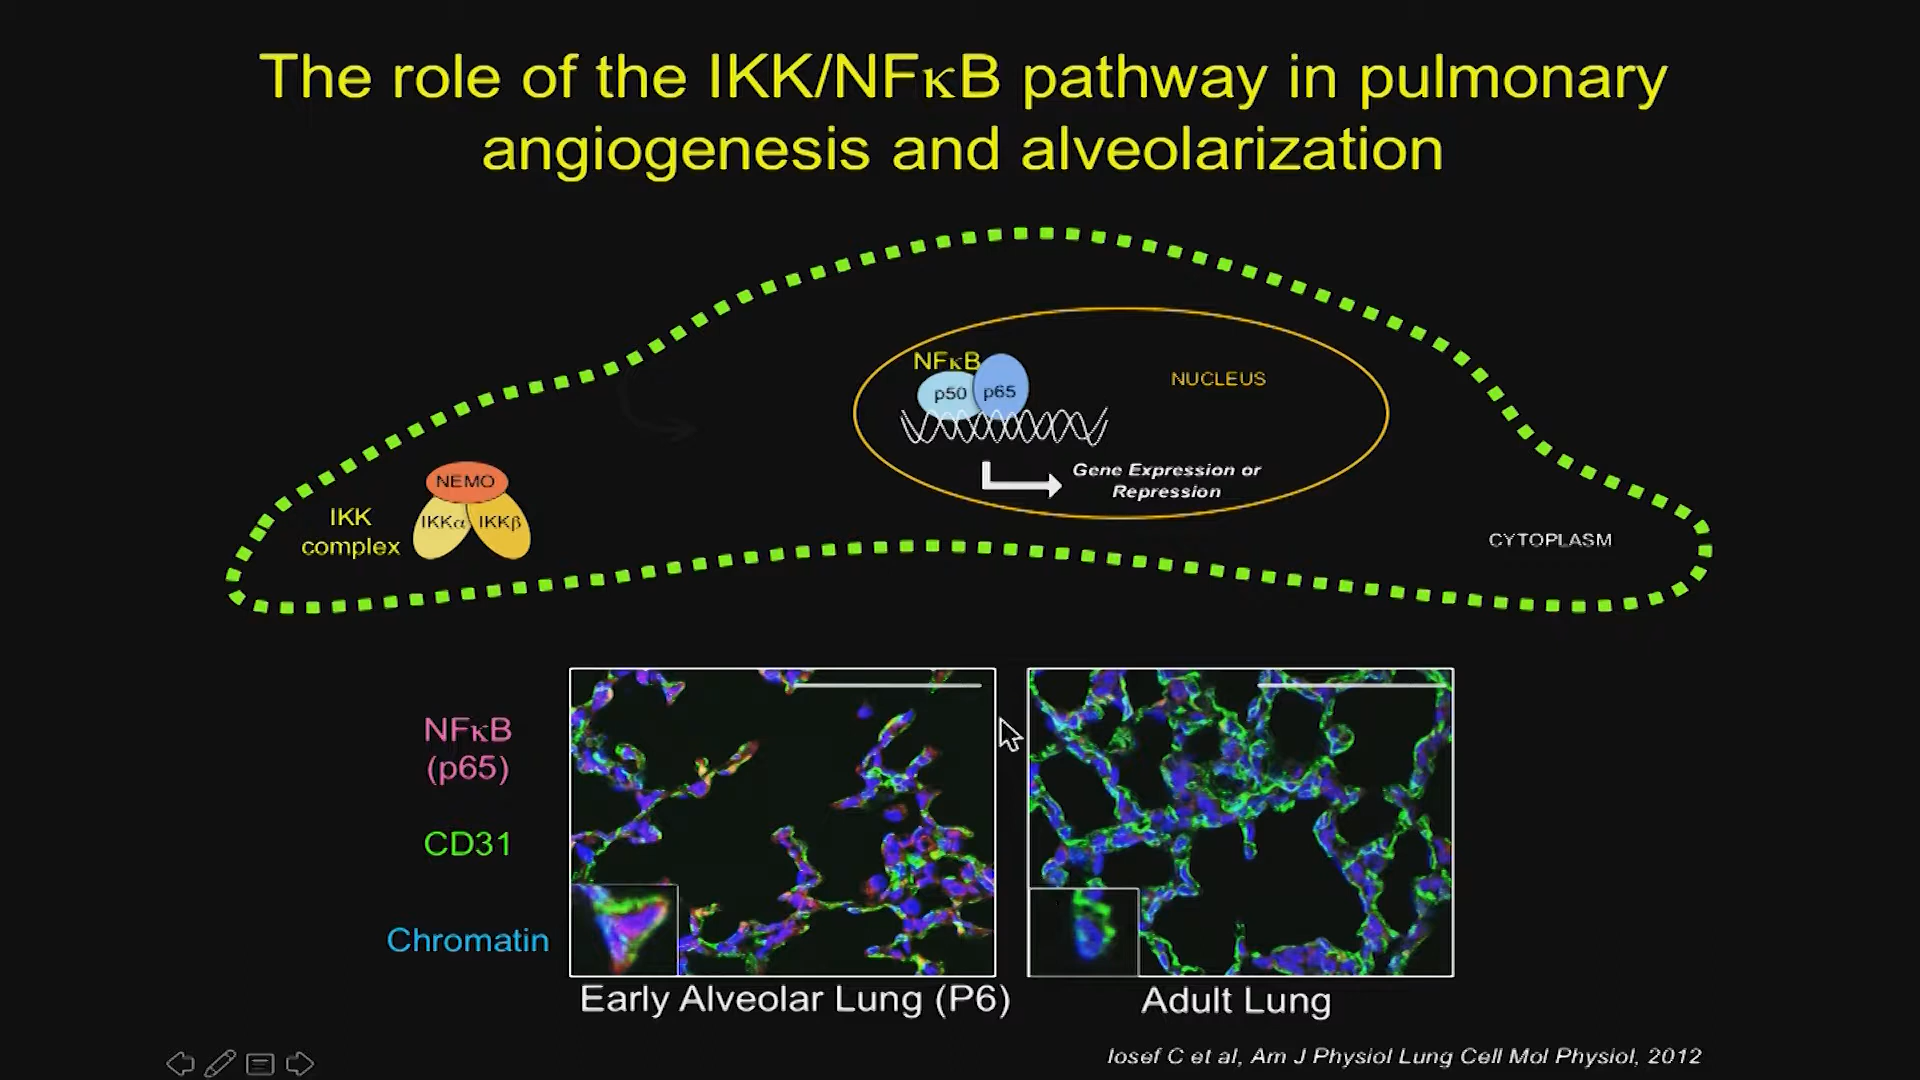 The role of the IKK/NFκB pathway in pulmonary
angiogenesis and alveolarization
NFκB
p50
p65
NUCLEUS
Gene Expression or
Repression
NEMO
IKKα
IKKβ
IKK
complex
CYTOPLASM
NFκB
(p65)
CD31
Chromatin
Early Alveolar Lung (P6)
Adult Lung
Iosef C et al, Am J Physiol Lung Cell Mol Physiol, 2012